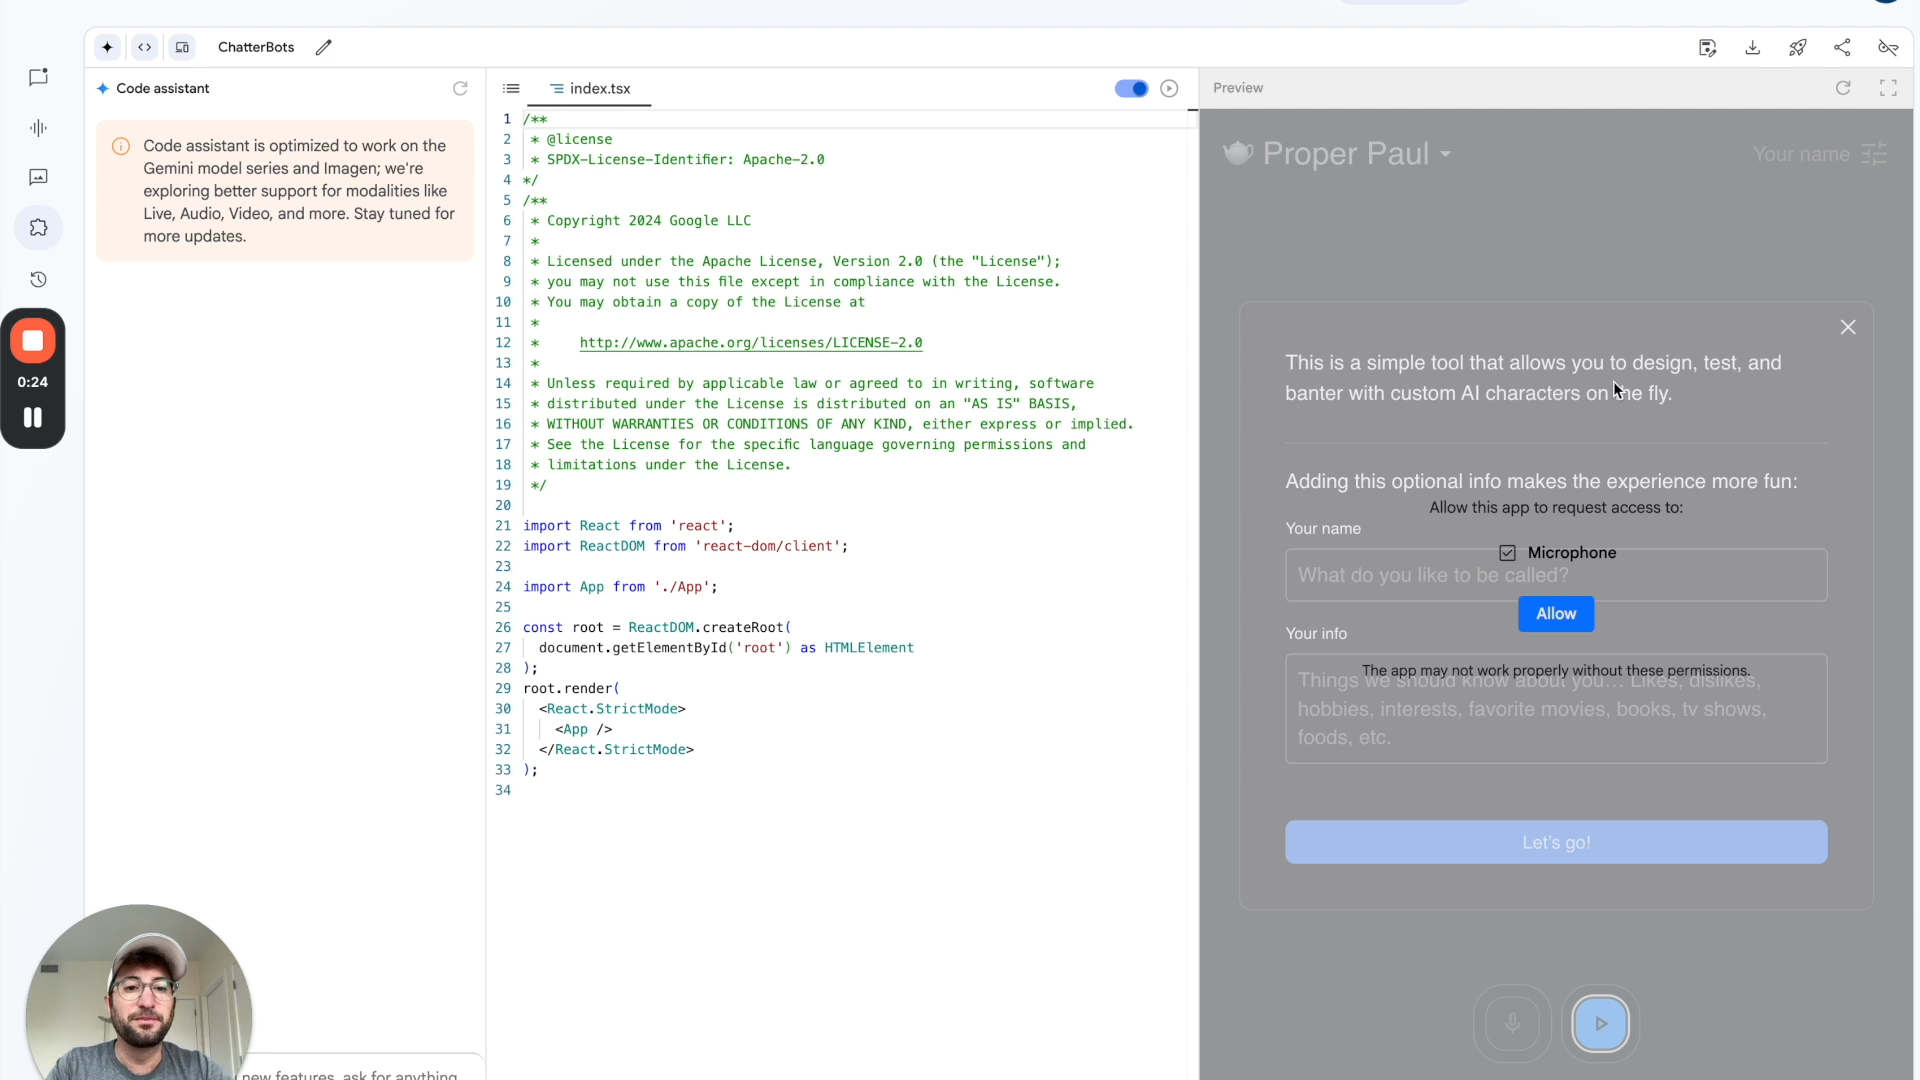 ChatterBots
Code assistant
Code assistant is optimized to work on the
Gemini model series and Imagen; we're
exploring better support for modalities like
Live, Audio, Video, and more. Stay tuned for
more updates.
0:24
new features, ask for anything
index.tsx
1 /**
2 * @license
3 * SPDX-License-Identifier: Apache-2.0
4 */
5 /**
6 * Copyright 2024 Google LLC
7 *
8 * Licensed under the Apache License, Version 2.0 (the "License");
9 * you may not use this file except in compliance with the License.
10 * You may obtain a copy of the License at
11 *
12 * http://www.apache.org/licenses/LICENSE-2.0
13 *
14 * Unless required by applicable law or agreed to in writing, software
15 * distributed under the License is distributed on an "AS IS" BASIS,
16 * WITHOUT WARRANTIES OR CONDITIONS OF ANY KIND, either express or implied.
17 * See the License for the specific language governing permissions and
18 * limitations under the License.
19 */
20
21 import React from 'react';
22 import ReactDOM from 'react-dom/client';
23
24 import App from './App';
25
26 const root = ReactDOM.createRoot(
27 document.getElementById('root') as HTMLElement
28 );
29 root.render(
30 <React.StrictMode>
31 <App />
32 </React.StrictMode>
33 );
34
Preview
Proper Paul
Your name
This is a simple tool that allows you to design, test, and
banter with custom AI characters on the fly.
Adding this optional info makes the experience more fun:
Allow this app to request access to:
Your name
Microphone
What do you like to be called?
Allow
Your info
The app may not work properly without these permissions.
Things we should know about you... Likes, dislikes,
hobbies, interests, favorite movies, books, tv shows,
foods, etc.
Let's go!